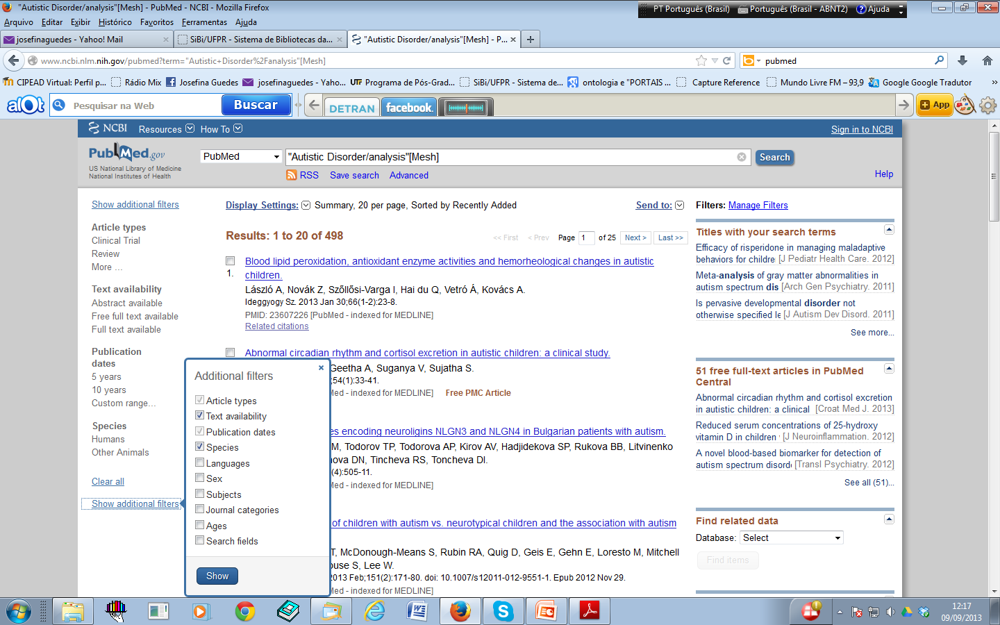 "Autistic Disorder/analysis"[Mesh] - PubMed - NCBI - Mozilla Firefox
PT Português (Brasil) Português (Brasil - ABNT2) Ajuda
Arquivo Editar Exibir Histórico Favoritos Ferramentas Ajuda
josefinaguedes - Yahoo! Mail × SiBi/UFPR - Sistema de Bibliotecas da... × "Autistic Disorder/analysis"[Mesh] - P... ×
www.ncbi.nlm.nih.gov/pubmed?term="Autistic+Disorder%2Fanalysis"[Mesh] pubmed
CIPEAD Virtual: Perfil p... Rádio Mix Josefina Guedes josefinaguedes - Yaho... UTF Programa de Pós-Grad... SiBi/UFPR - Sistema de... ontologia e "PORTAIS ... Capture Reference Mundo Livre FM – 93,9 Google Google Tradutor »
alot Pesquisar na Web Buscar DETRAN facebook. App
NCBI Resources How To Sign in to NCBI
PubMed.gov
US National Library of Medicine
National Institutes of Health
PubMed "Autistic Disorder/analysis"[Mesh] Search
RSS Save search Advanced Help
Show additional filters
Article types
Clinical Trial
Review
More ...
Text availability
Abstract available
Free full text available
Full text available
Publication
dates
5 years
10 years
Custom range...
Species
Humans
Other Animals
Clear all
Show additional filters
Additional filters ×
Article types
Text availability
Publication dates
Species
Languages
Sex
Subjects
Journal categories
Ages
Search fields
Show
Display Settings: Summary, 20 per page, Sorted by Recently Added Send to:
Results: 1 to 20 of 498
<< First < Prev Page 1 of 25 Next > Last >>
1. Blood lipid peroxidation, antioxidant enzyme activities and hemorheological changes in autistic
children.
László A, Novák Z, Szőllősi-Varga I, Hai du Q, Vetró Á, Kovács A.
Ideggyogy Sz. 2013 Jan 30;66(1-2):23-8.
PMID: 23607226 [PubMed - indexed for MEDLINE]
Related citations
Abnormal circadian rhythm and cortisol excretion in autistic children: a clinical study.
Geetha A, Suganya V, Sujatha S.
;54(1):33-41.
Med - indexed for MEDLINE] Free PMC Article
es encoding neuroligins NLGN3 and NLGN4 in Bulgarian patients with autism.
M, Todorov TP, Todorova AP, Kirov AV, Hadjidekova SP, Rukova BB, Litvinenko
nova DN, Tincheva RS, Toncheva DI.
(4):505-11.
Med - indexed for MEDLINE]
of children with autism vs. neurotypical children and the association with autism
T, McDonough-Means S, Rubin RA, Quig D, Geis E, Gehn E, Loresto M, Mitchell
ouse S, Lee W.
2013 Feb;151(2):171-80. doi: 10.1007/s12011-012-9551-1. Epub 2012 Nov 29.
Med - indexed for MEDLINE]
Filters: Manage Filters
Titles with your search terms
Efficacy of risperidone in managing maladaptive
behaviors for childre [J Pediatr Health Care. 2012]
Meta-analysis of gray matter abnormalities in
autism spectrum dis [Arch Gen Psychiatry. 2011]
Is pervasive developmental disorder not
otherwise specified le [J Autism Dev Disord. 2011]
See more...
51 free full-text articles in PubMed
Central
Abnormal circadian rhythm and cortisol excretion
in autistic children: a clinical [Croat Med J. 2013]
Reduced serum concentrations of 25-hydroxy
vitamin D in children [J Neuroinflammation. 2012]
A novel blood-based biomarker for detection of
autism spectrum disord [Transl Psychiatry. 2012]
See all (51)...
Find related data
Database: Select
Find items
12:17
09/09/2013